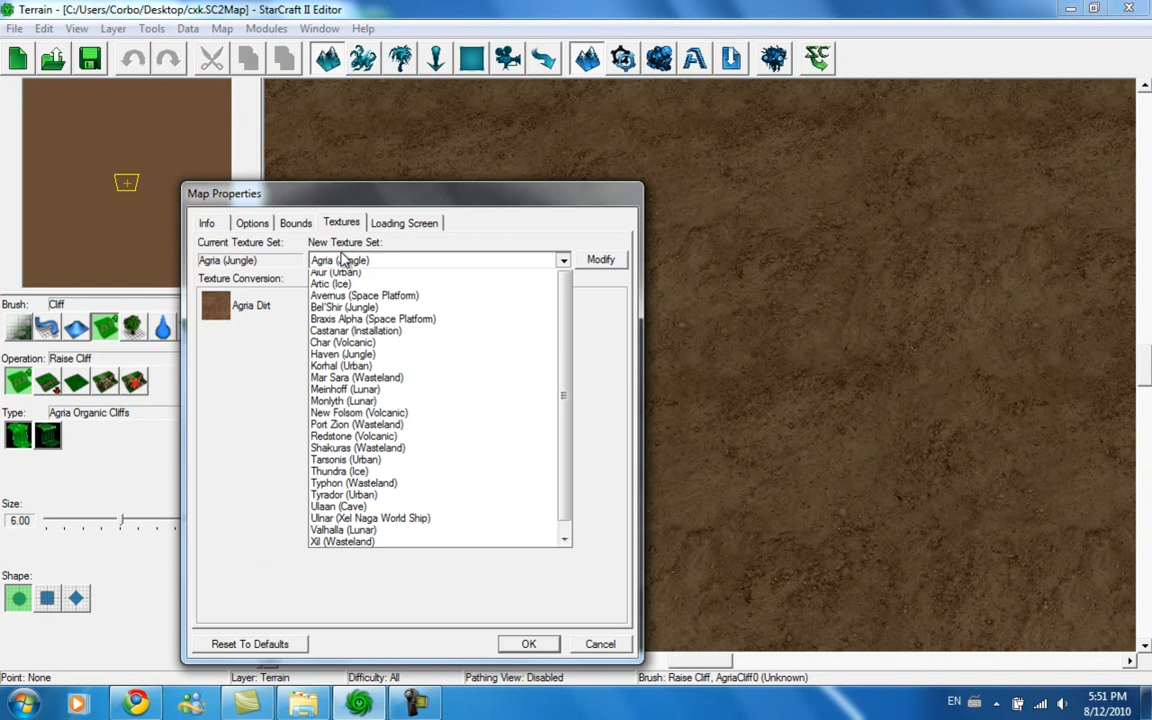 Terrain - [C:/Users/Corbo/Desktop/cxk.SC2Map] - StarCraft II Editor
File Edit View Layer Tools Data Map Modules Window Help
Map Properties
Info Options Bounds Textures Loading Screen
Current Texture Set: New Texture Set:
Agria (Jungle) Agria (Jungle) Modify
Texture Conversion:
Agria Dirt
Aiur (Urban)
Artic (Ice)
Avernus (Space Platform)
Bel'Shir (Jungle)
Braxis Alpha (Space Platform)
Castanar (Installation)
Char (Volcanic)
Haven (Jungle)
Korhal (Urban)
Mar Sara (Wasteland)
Meinhoff (Lunar)
Monlyth (Lunar)
New Folsom (Volcanic)
Port Zion (Wasteland)
Redstone (Volcanic)
Shakuras (Wasteland)
Tarsonis (Urban)
Thundra (Ice)
Typhon (Wasteland)
Tyrador (Urban)
Ulaan (Cave)
Ulnar (Xel Naga World Ship)
Valhalla (Lunar)
Xil (Wasteland)
Reset To Defaults OK Cancel
Brush: Cliff
Operation: Raise Cliff
Type: Agria Organic Cliffs
Size:
6.00
Shape:
Point: None Layer: Terrain Difficulty: All Pathing View: Disabled Brush: Raise Cliff, AgriaCliff0 (Unknown)
EN 5:51 PM
8/12/2010